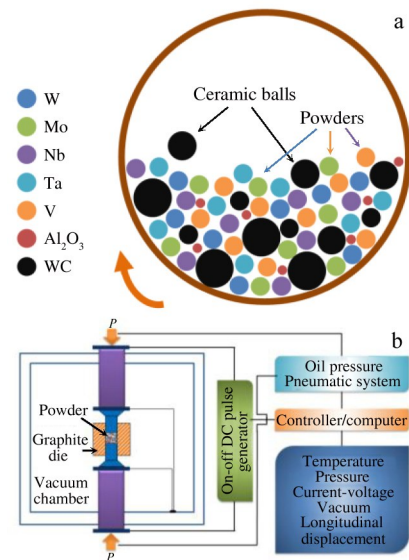 a
Ceramic balls
Powders
W
Mo
Nb
Ta
V
Al₂O₃
WC
b
P
Powder
Graphite
die
Vacuum
chamber
P
On-off DC pulse
generator
Oil pressure
Pneumatic system
Controller/computer
Temperature
Pressure
Current-voltage
Vacuum
Longitudinal
displacement